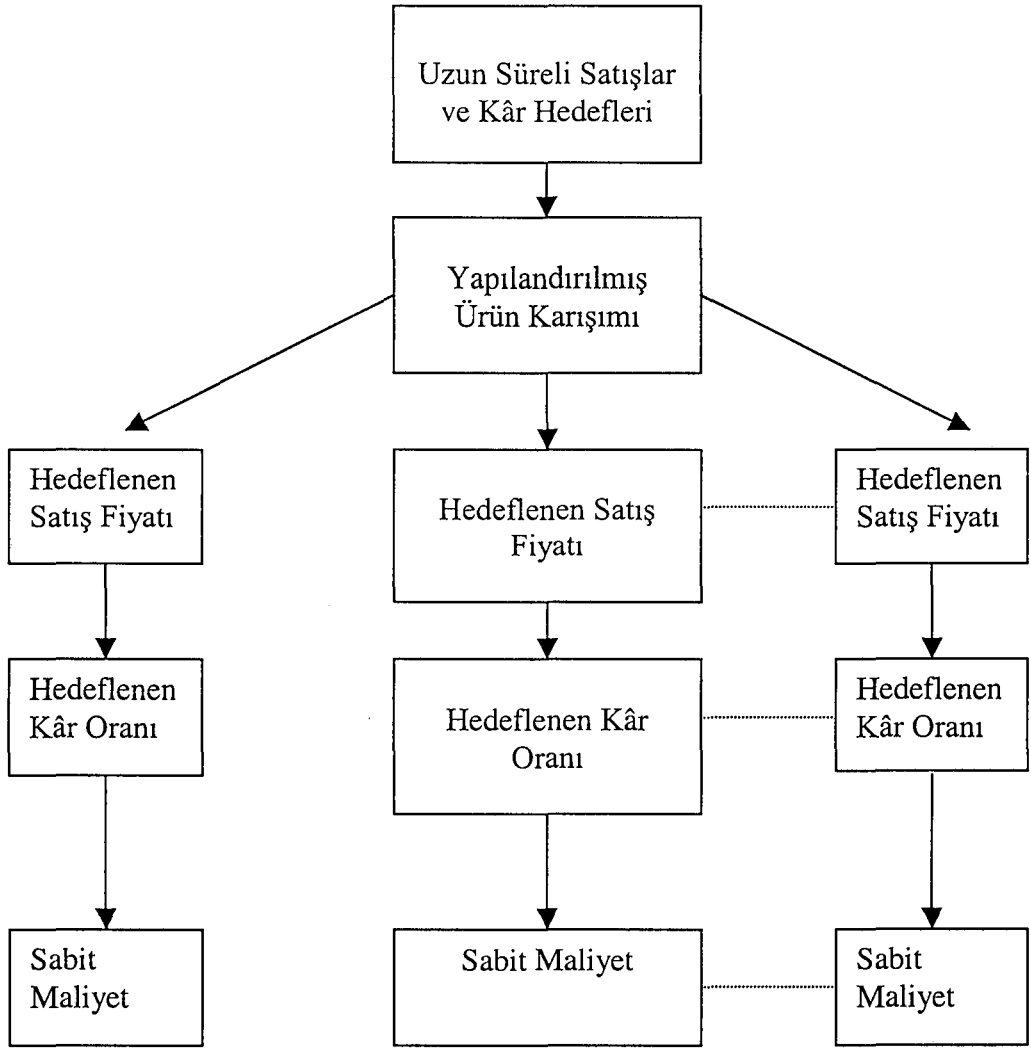 Uzun Süreli Satışlar
ve Kâr Hedefleri
Yapılandırılmış
Ürün Karışımı
Hedeflenen
Satış Fiyatı
Hedeflenen Satış
Fiyatı
Hedeflenen
Satış Fiyatı
Hedeflenen
Kâr Oranı
Hedeflenen Kâr
Oranı
Hedeflenen
Kâr Oranı
Sabit
Maliyet
Sabit Maliyet
Sabit
Maliyet